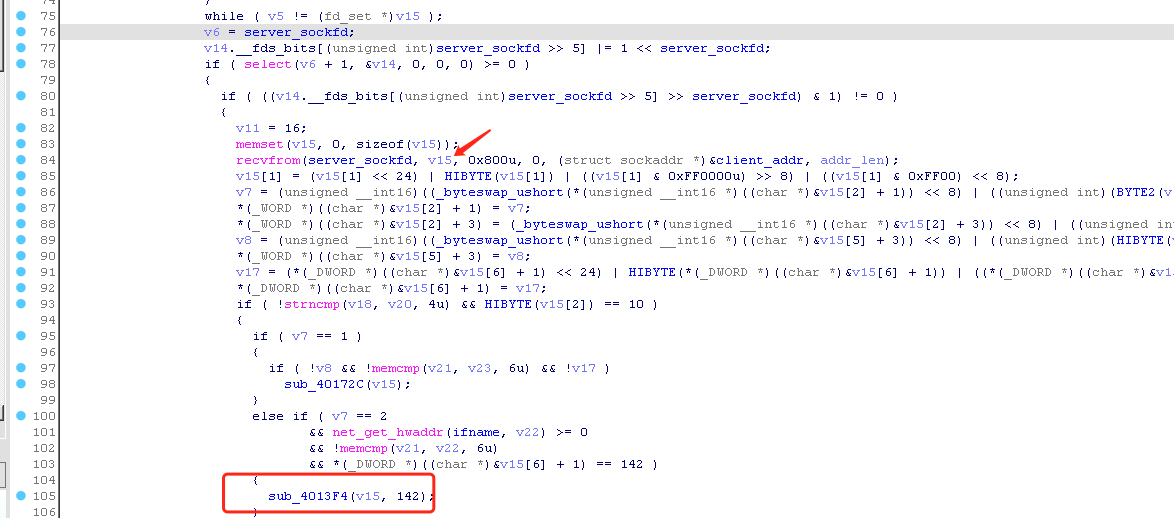 75 while ( v5 != (fd_set *)v15 );
76 v6 = server_sockfd;
77 v14.__fds_bits[(unsigned int)server_sockfd >> 5] |= 1 << server_sockfd;
78 if ( select(v6 + 1, &v14, 0, 0, 0) >= 0 )
79 {
80 if ( ((v14.__fds_bits[(unsigned int)server_sockfd >> 5] >> server_sockfd) & 1) != 0 )
81 {
82 v11 = 16;
83 memset(v15, 0, sizeof(v15));
84 recvfrom(server_sockfd, v15, 0x800u, 0, (struct sockaddr *)&client_addr, addr_len);
85 v15[1] = (v15[1] << 24) | HIBYTE(v15[1]) | ((v15[1] & 0xFF0000u) >> 8) | ((v15[1] & 0xFF00) << 8);
86 v7 = (unsigned __int16)((_byteswap_ushort(*(unsigned __int16 *)((char *)&v15[2] + 1)) << 8) | ((unsigned int)(BYTE2(v
87 *(_WORD *)((char *)&v15[2] + 1) = v7;
88 *(_WORD *)((char *)&v15[2] + 3) = (_byteswap_ushort(*(unsigned __int16 *)((char *)&v15[2] + 3)) << 8) | ((unsigned int
89 v8 = (unsigned __int16)((_byteswap_ushort(*(unsigned __int16 *)((char *)&v15[5] + 3)) << 8) | ((unsigned int)(HIBYTE(
90 *(_WORD *)((char *)&v15[5] + 3) = v8;
91 v17 = (*(_DWORD *)((char *)&v15[6] + 1) << 24) | HIBYTE(*(_DWORD *)((char *)&v15[6] + 1)) | ((*(_DWORD *)((char *)&v1
92 *(_DWORD *)((char *)&v15[6] + 1) = v17;
93 if ( !strncmp(v18, v20, 4u) && HIBYTE(v15[2]) == 10 )
94 {
95 if ( v7 == 1 )
96 {
97 if ( !v8 && !memcmp(v21, v23, 6u) && !v17 )
98 sub_40172C(v15);
99 }
100 else if ( v7 == 2
101 && net_get_hwaddr(ifname, v22) >= 0
102 && !memcmp(v21, v22, 6u)
103 && *(_DWORD *)((char *)&v15[6] + 1) == 142 )
104 {
105 sub_4013F4(v15, 142);
106